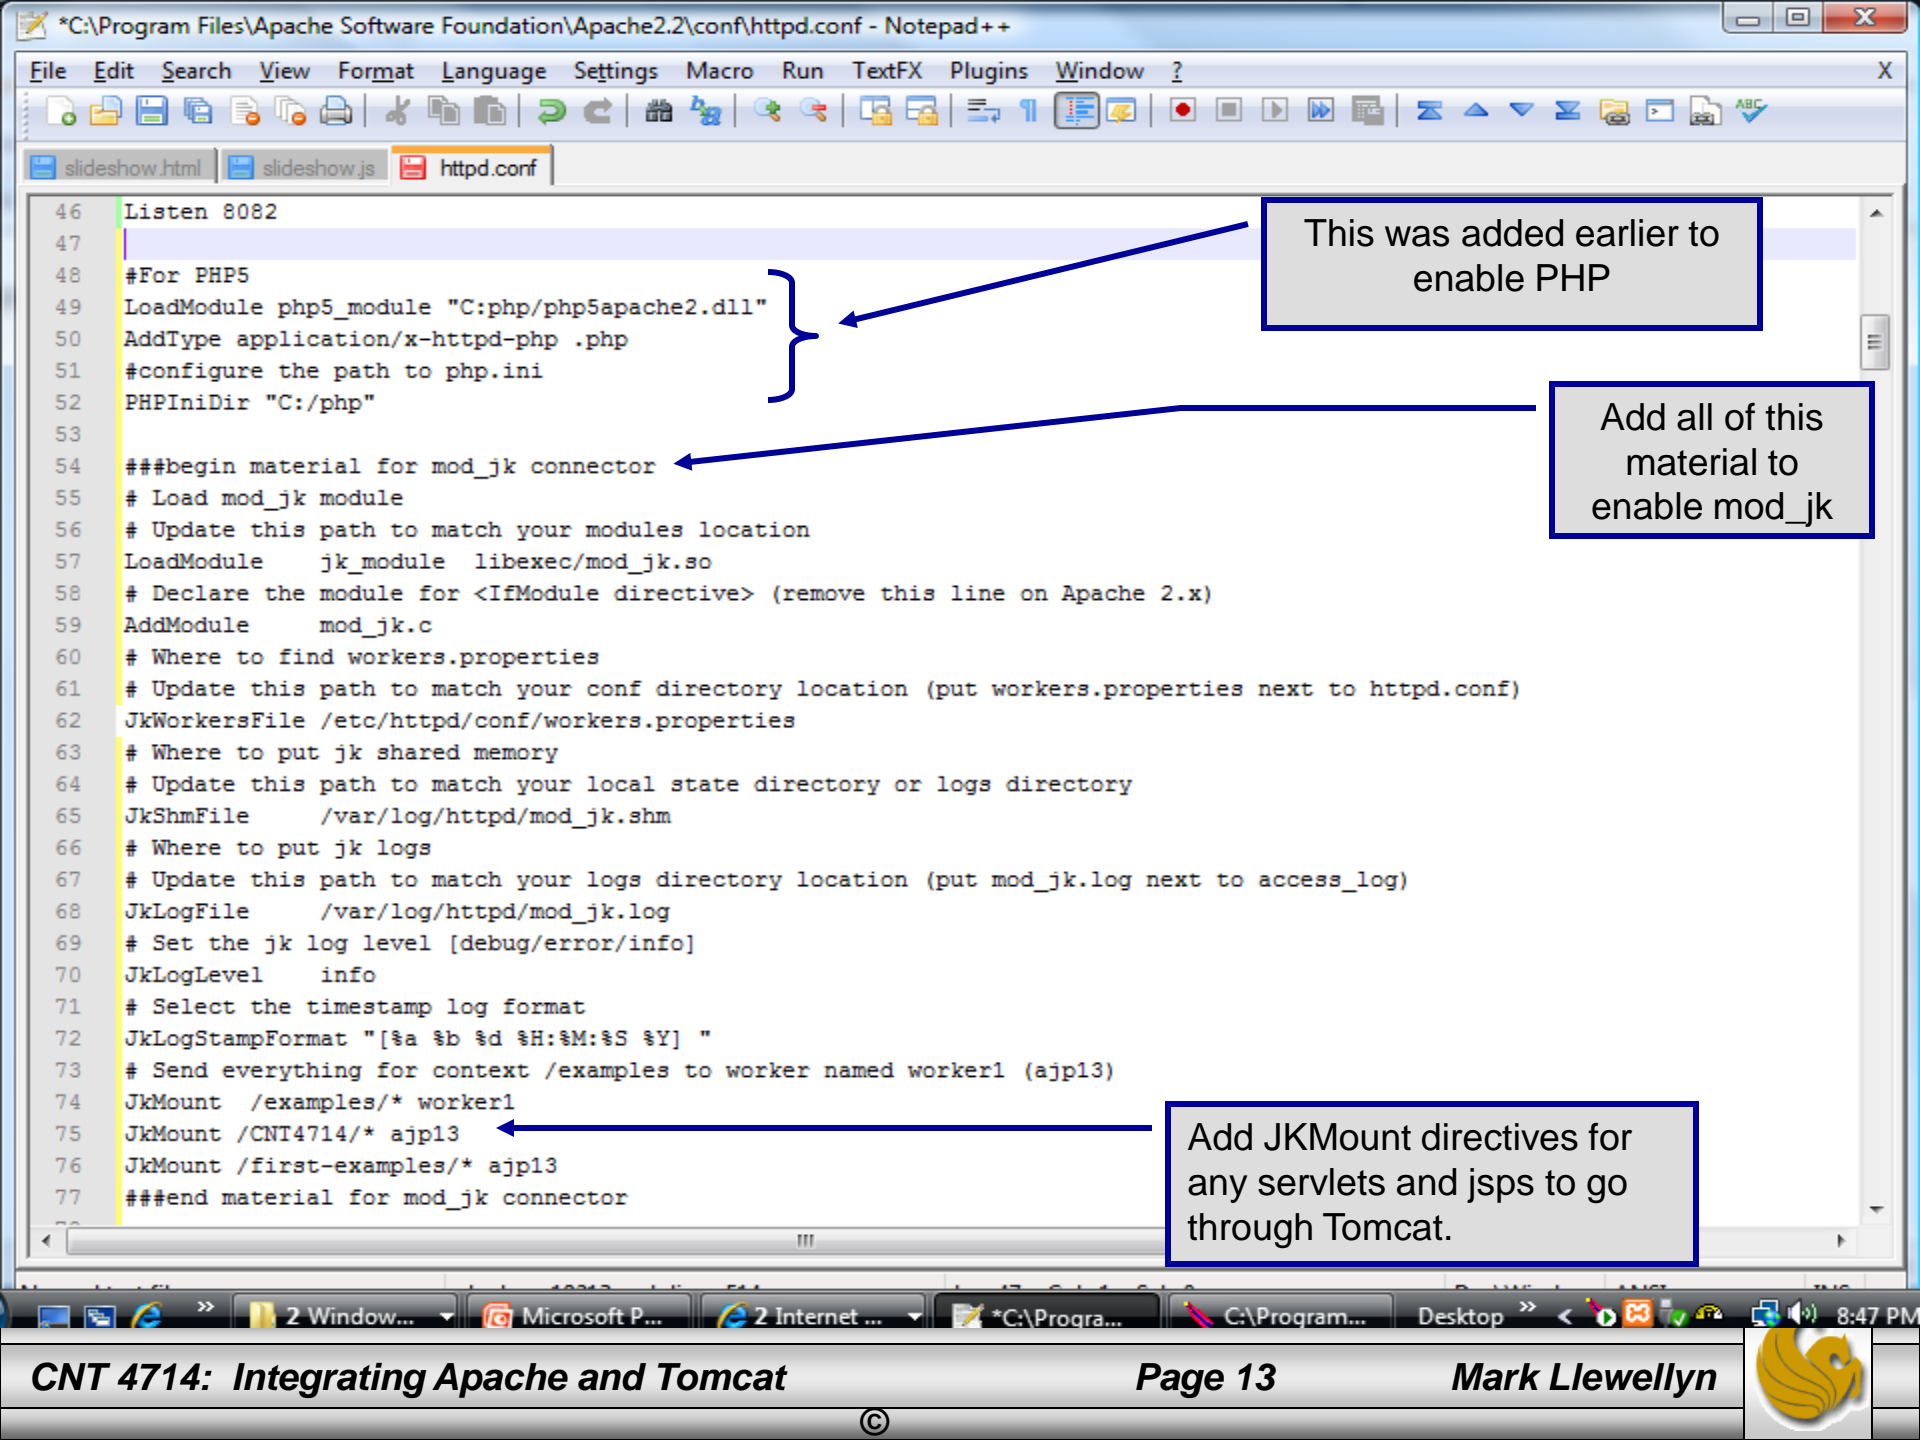 *C:\Program Files\Apache Software Foundation\Apache2.2\conf\httpd.conf - Notepad++
File Edit Search View Format Language Settings Macro Run TextFX Plugins Window ? X
slideshow.html slideshow.js httpd.conf
46 Listen 8082
47
48 #For PHP5
49 LoadModule php5_module "C:php/php5apache2.dll"
50 AddType application/x-httpd-php .php
51 #configure the path to php.ini
52 PHPIniDir "C:/php"
53
54 ###begin material for mod_jk connector
55 # Load mod_jk module
56 # Update this path to match your modules location
57 LoadModule jk_module libexec/mod_jk.so
58 # Declare the module for <IfModule directive> (remove this line on Apache 2.x)
59 AddModule mod_jk.c
60 # Where to find workers.properties
61 # Update this path to match your conf directory location (put workers.properties next to httpd.conf)
62 JkWorkersFile /etc/httpd/conf/workers.properties
63 # Where to put jk shared memory
64 # Update this path to match your local state directory or logs directory
65 JkShmFile /var/log/httpd/mod_jk.shm
66 # Where to put jk logs
67 # Update this path to match your logs directory location (put mod_jk.log next to access_log)
68 JkLogFile /var/log/httpd/mod_jk.log
69 # Set the jk log level [debug/error/info]
70 JkLogLevel info
71 # Select the timestamp log format
72 JkLogStampFormat "[%a %b %d %H:%M:%S %Y] "
73 # Send everything for context /examples to worker named worker1 (ajp13)
74 JkMount /examples/* worker1
75 JkMount /CNT4714/* ajp13
76 JkMount /first-examples/* ajp13
77 ###end material for mod_jk connector
This was added earlier to
enable PHP
Add all of this
material to
enable mod_jk
Add JKMount directives for
any servlets and jsps to go
through Tomcat.
2 Window... Microsoft P... 2 Internet ... *C:\Progra... C:\Program... Desktop 8:47 PM
CNT 4714: Integrating Apache and Tomcat Page 13 Mark Llewellyn
©